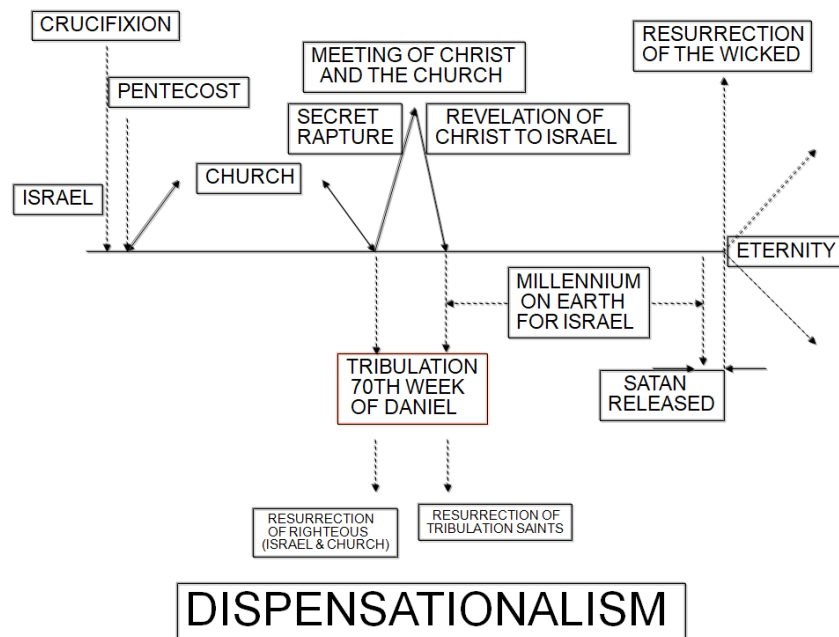 CRUCIFIXION
PENTECOST
ISRAEL
CHURCH
MEETING OF CHRIST
AND THE CHURCH
SECRET
RAPTURE
REVELATION OF
CHRIST TO ISRAEL
RESURRECTION
OF THE WICKED
ETERNITY
MILLENNIUM
ON EARTH
FOR ISRAEL
TRIBULATION
70TH WEEK
OF DANIEL
SATAN
RELEASED
RESURRECTION
OF RIGHTEOUS
(ISRAEL & CHURCH)
RESURRECTION OF
TRIBULATION SAINTS
DISPENSATIONALISM